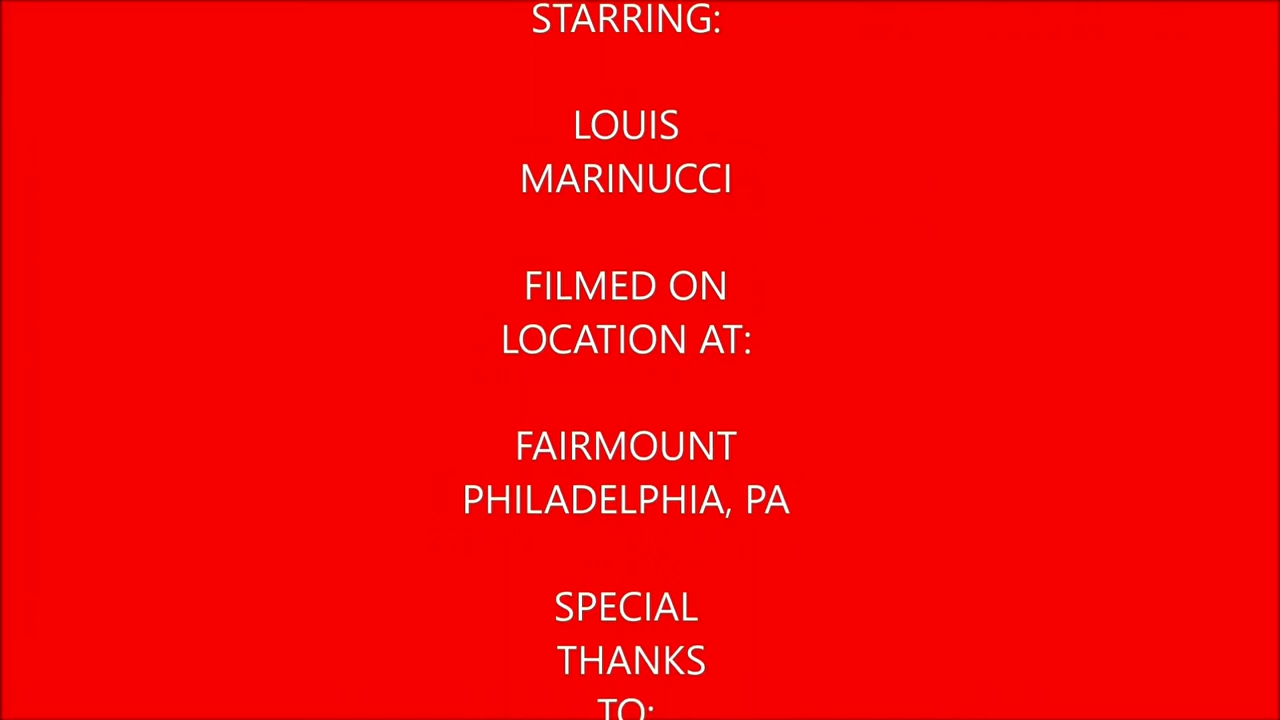 STARRING:
LOUIS
MARINUCCI
FILMED ON
LOCATION AT:
FAIRMOUNT
PHILADELPHIA, PA
SPECIAL
THANKS
TO: